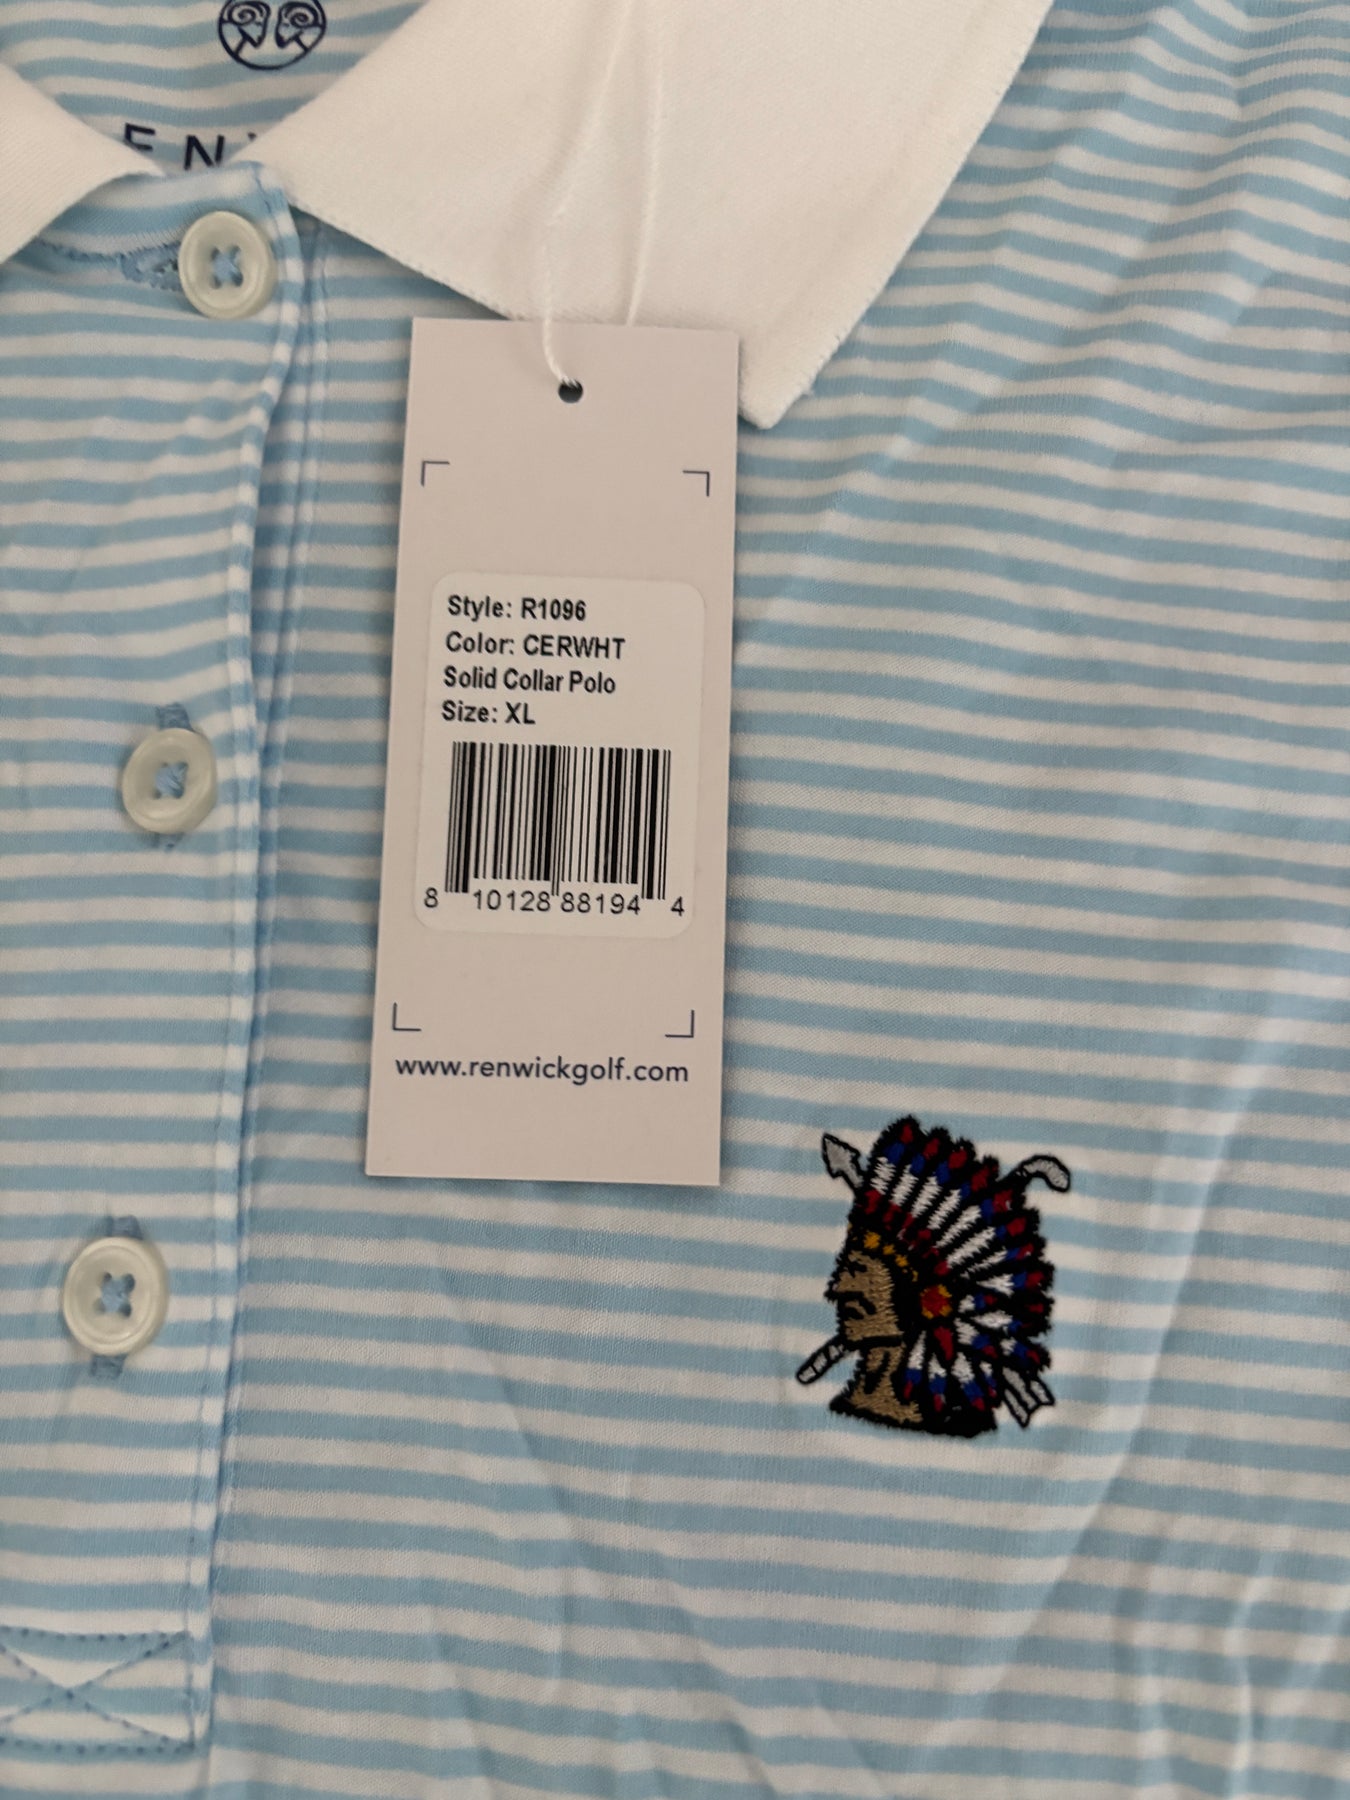 Style: R1096
Color: CERWHT
Solid Collar Polo
Size: XL
8 10128 88194 4
www.renwickgolf.com